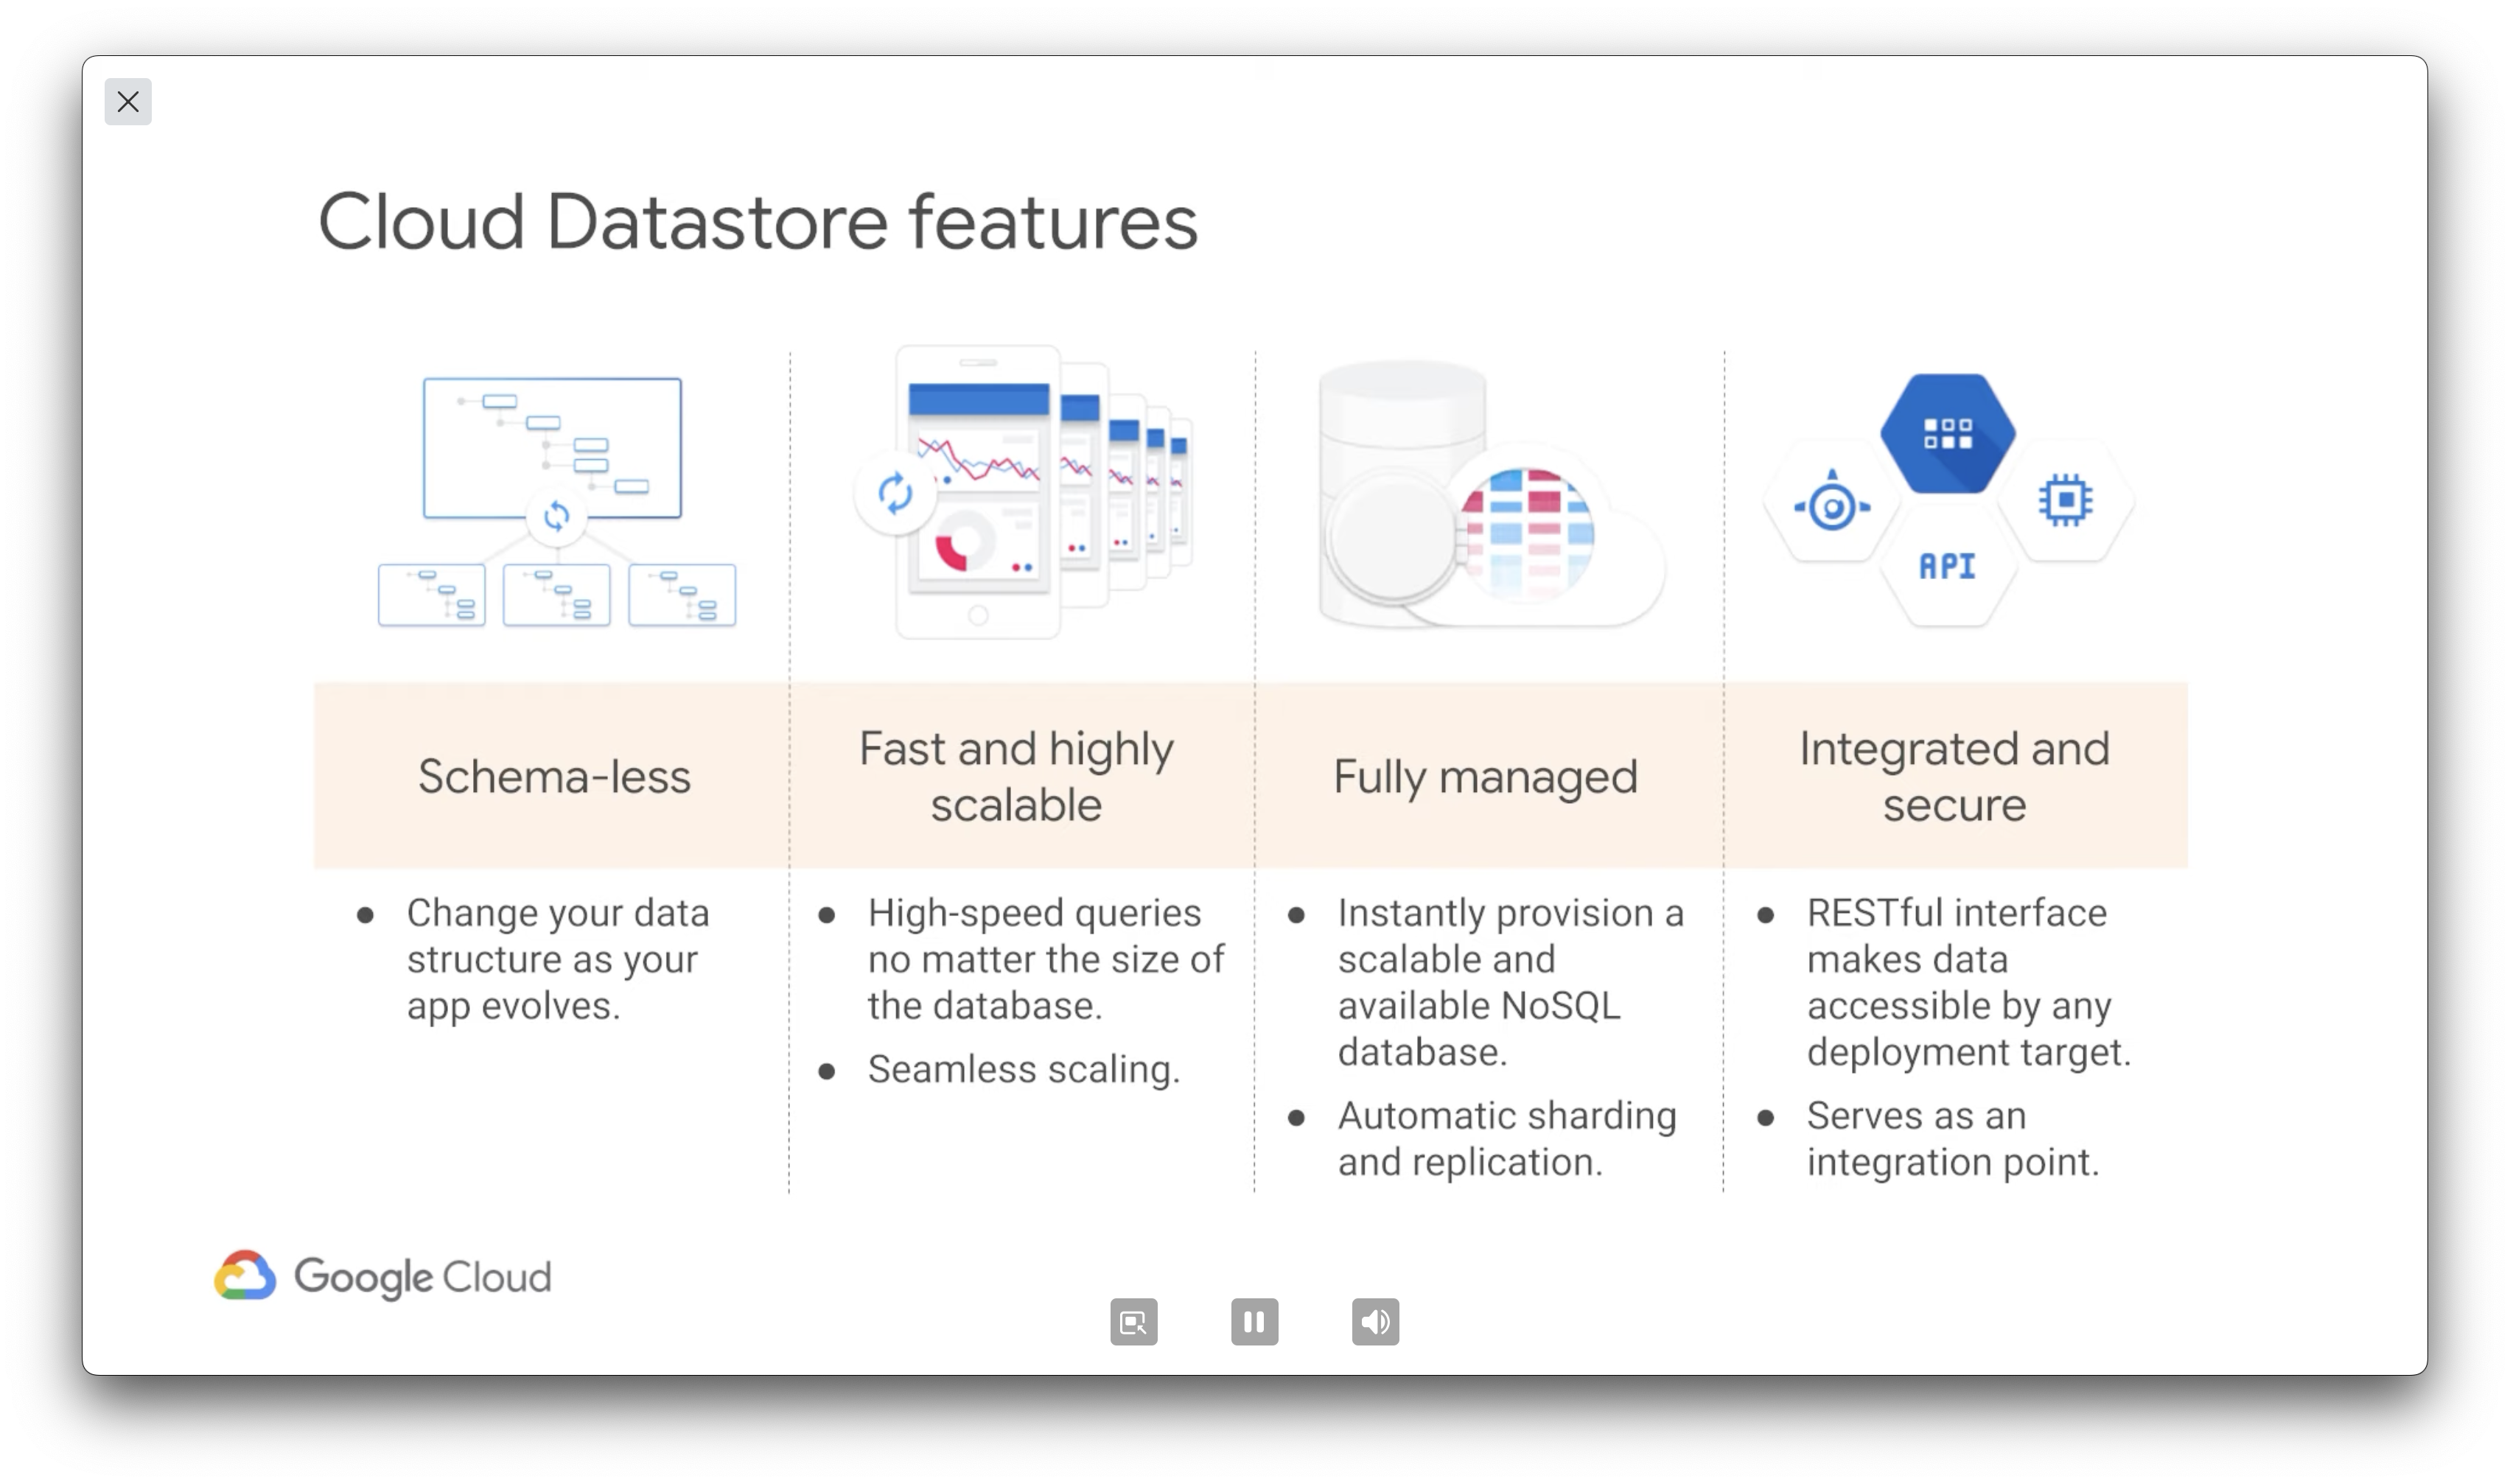 Cloud Datastore features
API
Schema-less
Fast and highly
scalable
Fully managed
Integrated and
secure
● Change your data
structure as your
app evolves.
● High-speed queries
no matter the size of
the database.
● Seamless scaling.
● Instantly provision a
scalable and
available NoSQL
database.
● Automatic sharding
and replication.
● RESTful interface
makes data
accessible by any
deployment target.
● Serves as an
integration point.
Google Cloud